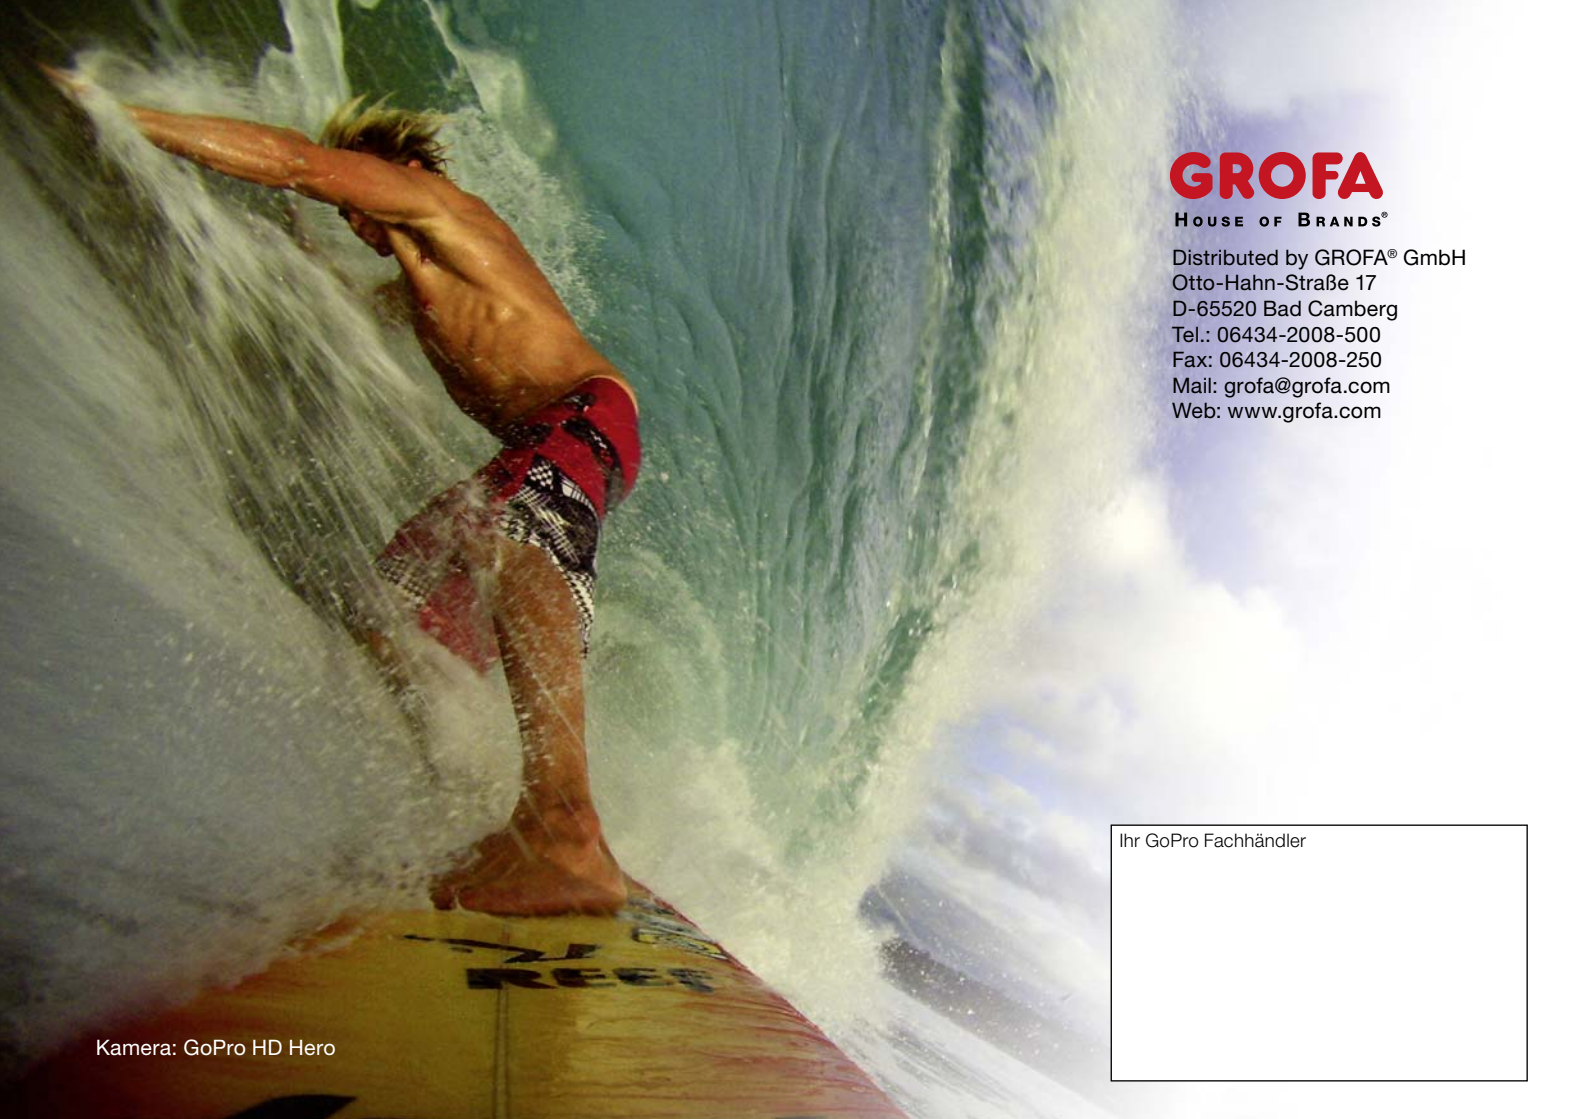 GROFA
HOUSE OF BRANDS®
Distributed by GROFA® GmbH
Otto-Hahn-Straße 17
D-65520 Bad Camberg
Tel.: 06434-2008-500
Fax: 06434-2008-250
Mail: grofa@grofa.com
Web: www.grofa.com
Ihr GoPro Fachhändler
REEF
Kamera: GoPro HD Hero